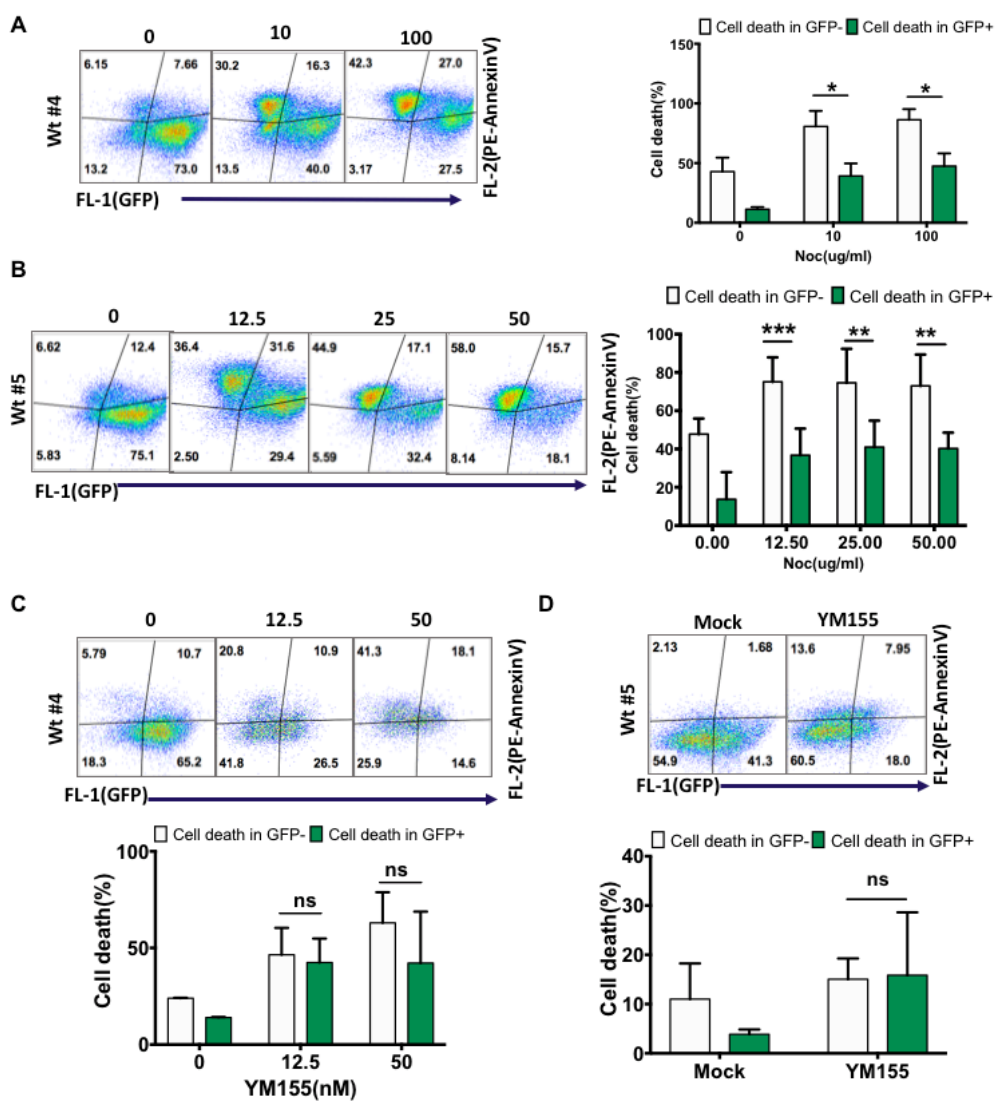 A
0 10 100
6.15 7.66 30.2 16.3 42.3 27.0
Wt #4
13.2 73.0 13.5 40.0 3.17 27.5
FL-1(GFP)
FL-2(PE-AnnexinV)
Cell death in GFP- Cell death in GFP+
150
100
50
0
Cell death(%)
* *
0 10 100
Noc(ug/ml)
B
0 12.5 25 50
6.62 12.4 36.4 31.6 44.9 17.1 58.0 15.7
Wt #5
5.83 75.1 2.50 29.4 5.59 32.4 8.14 18.1
FL-1(GFP)
FL-2(PE-AnnexinV)
Cell death in GFP- Cell death in GFP+
100
80
60
40
20
0
Cell death(%)
*** ** **
0.00 12.50 25.00 50.00
Noc(ug/ml)
C
0 12.5 50
5.79 10.7 20.8 10.9 41.3 18.1
Wt #4
18.3 65.2 41.8 26.5 25.9 14.6
FL-1(GFP)
FL-2(PE-AnnexinV)
Cell death in GFP- Cell death in GFP+
100
50
0
Cell death(%)
ns ns
0 12.5 50
YM155(nM)
D
Mock YM155
2.13 1.68 13.6 7.95
Wt #5
54.9 41.3 60.5 18.0
FL-1(GFP)
FL-2(PE-AnnexinV)
Cell death in GFP- Cell death in GFP+
40
30
20
10
0
Cell death(%)
ns
Mock YM155